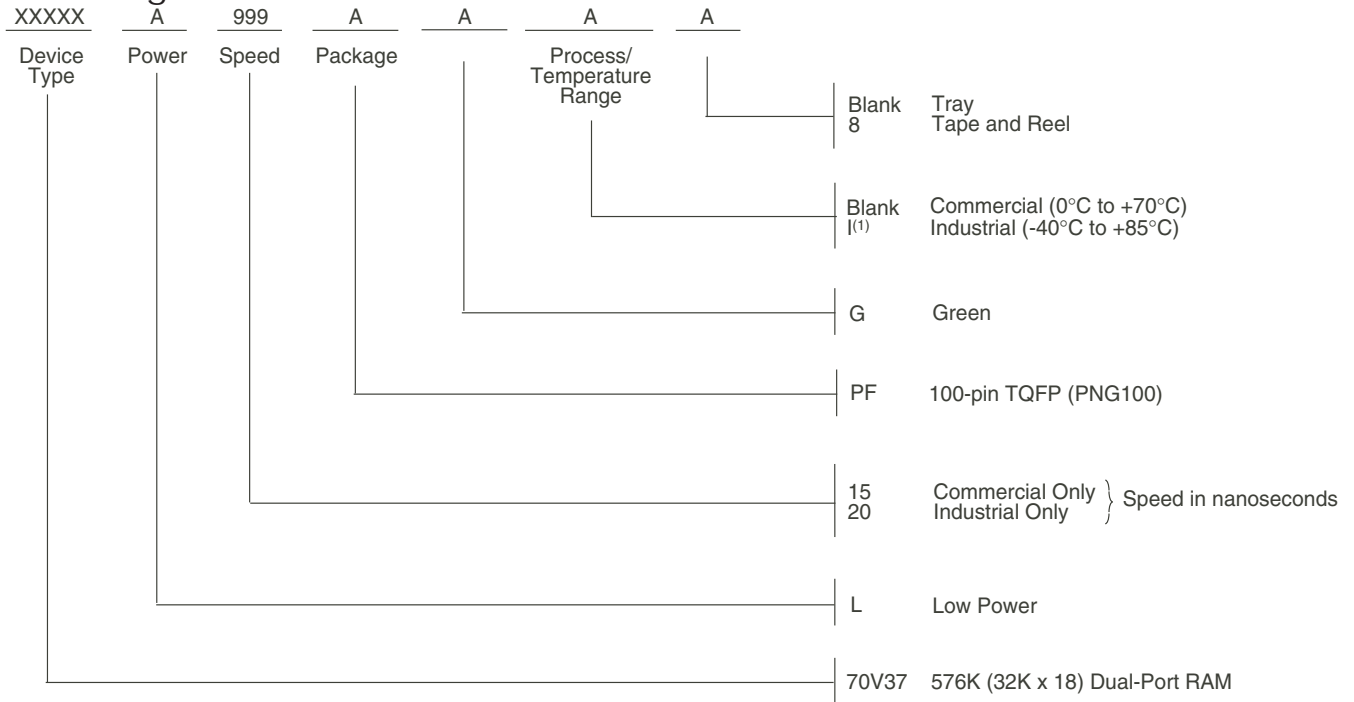 XXXXX A 999 A A A A
Device Type Power Speed Package Process/ Temperature Range
Blank Tray
8 Tape and Reel
Blank Commercial (0°C to +70°C)
I(1) Industrial (-40°C to +85°C)
G Green
PF 100-pin TQFP (PNG100)
15 Commercial Only
20 Industrial Only
Speed in nanoseconds
L Low Power
70V37 576K (32K x 18) Dual-Port RAM